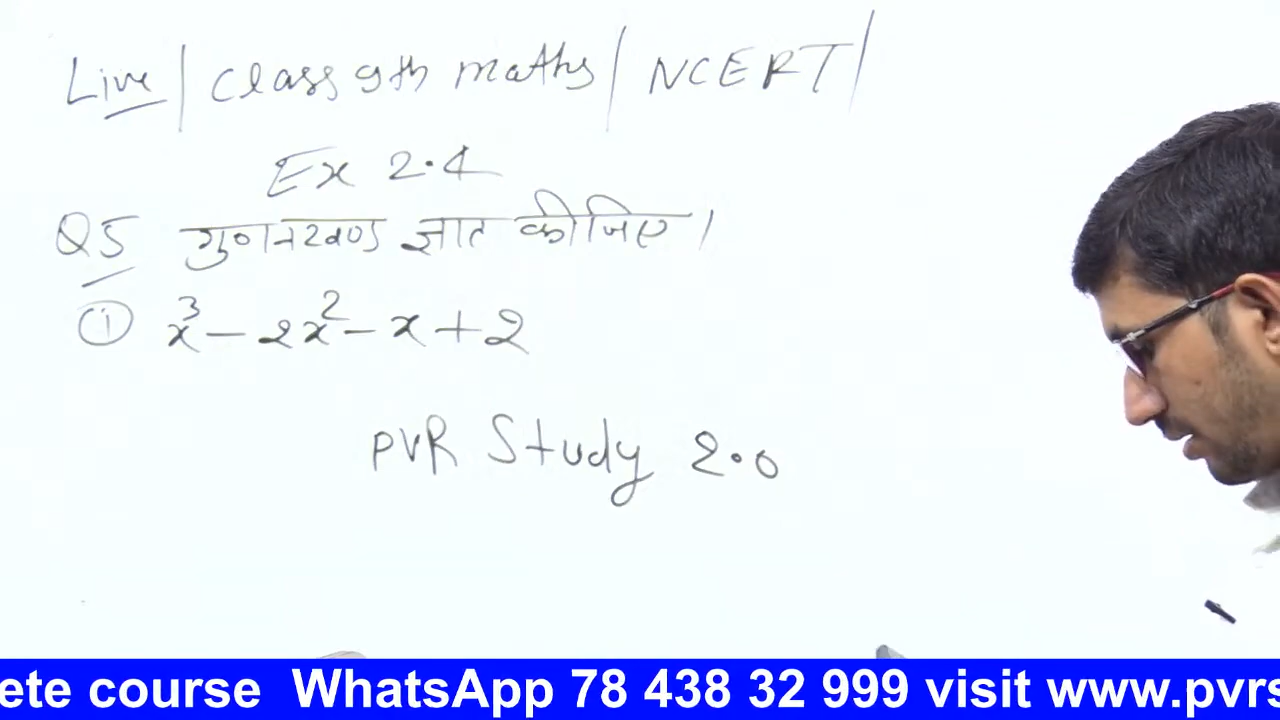 Live | Class 9th maths | NCERT |
Ex 2.4
Q5 गुणनखण्ड ज्ञात कीजिए।
① x³ - 2x² - x + 2
PVR Study 2.0
ete course WhatsApp 78 438 32 999 visit www.pvrs